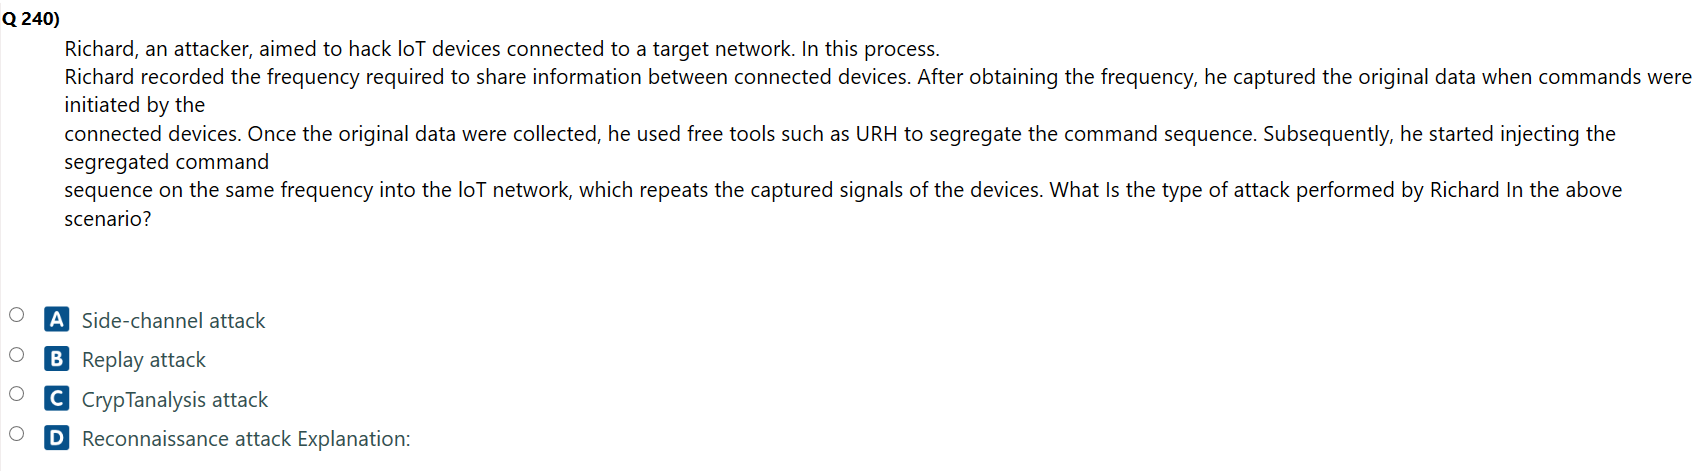 Q 240)
Richard, an attacker, aimed to hack IoT devices connected to a target network. In this process.
Richard recorded the frequency required to share information between connected devices. After obtaining the frequency, he captured the original data when commands were
initiated by the
connected devices. Once the original data were collected, he used free tools such as URH to segregate the command sequence. Subsequently, he started injecting the
segregated command
sequence on the same frequency into the IoT network, which repeats the captured signals of the devices. What Is the type of attack performed by Richard In the above
scenario?
A Side-channel attack
B Replay attack
C CrypTanalysis attack
D Reconnaissance attack Explanation: